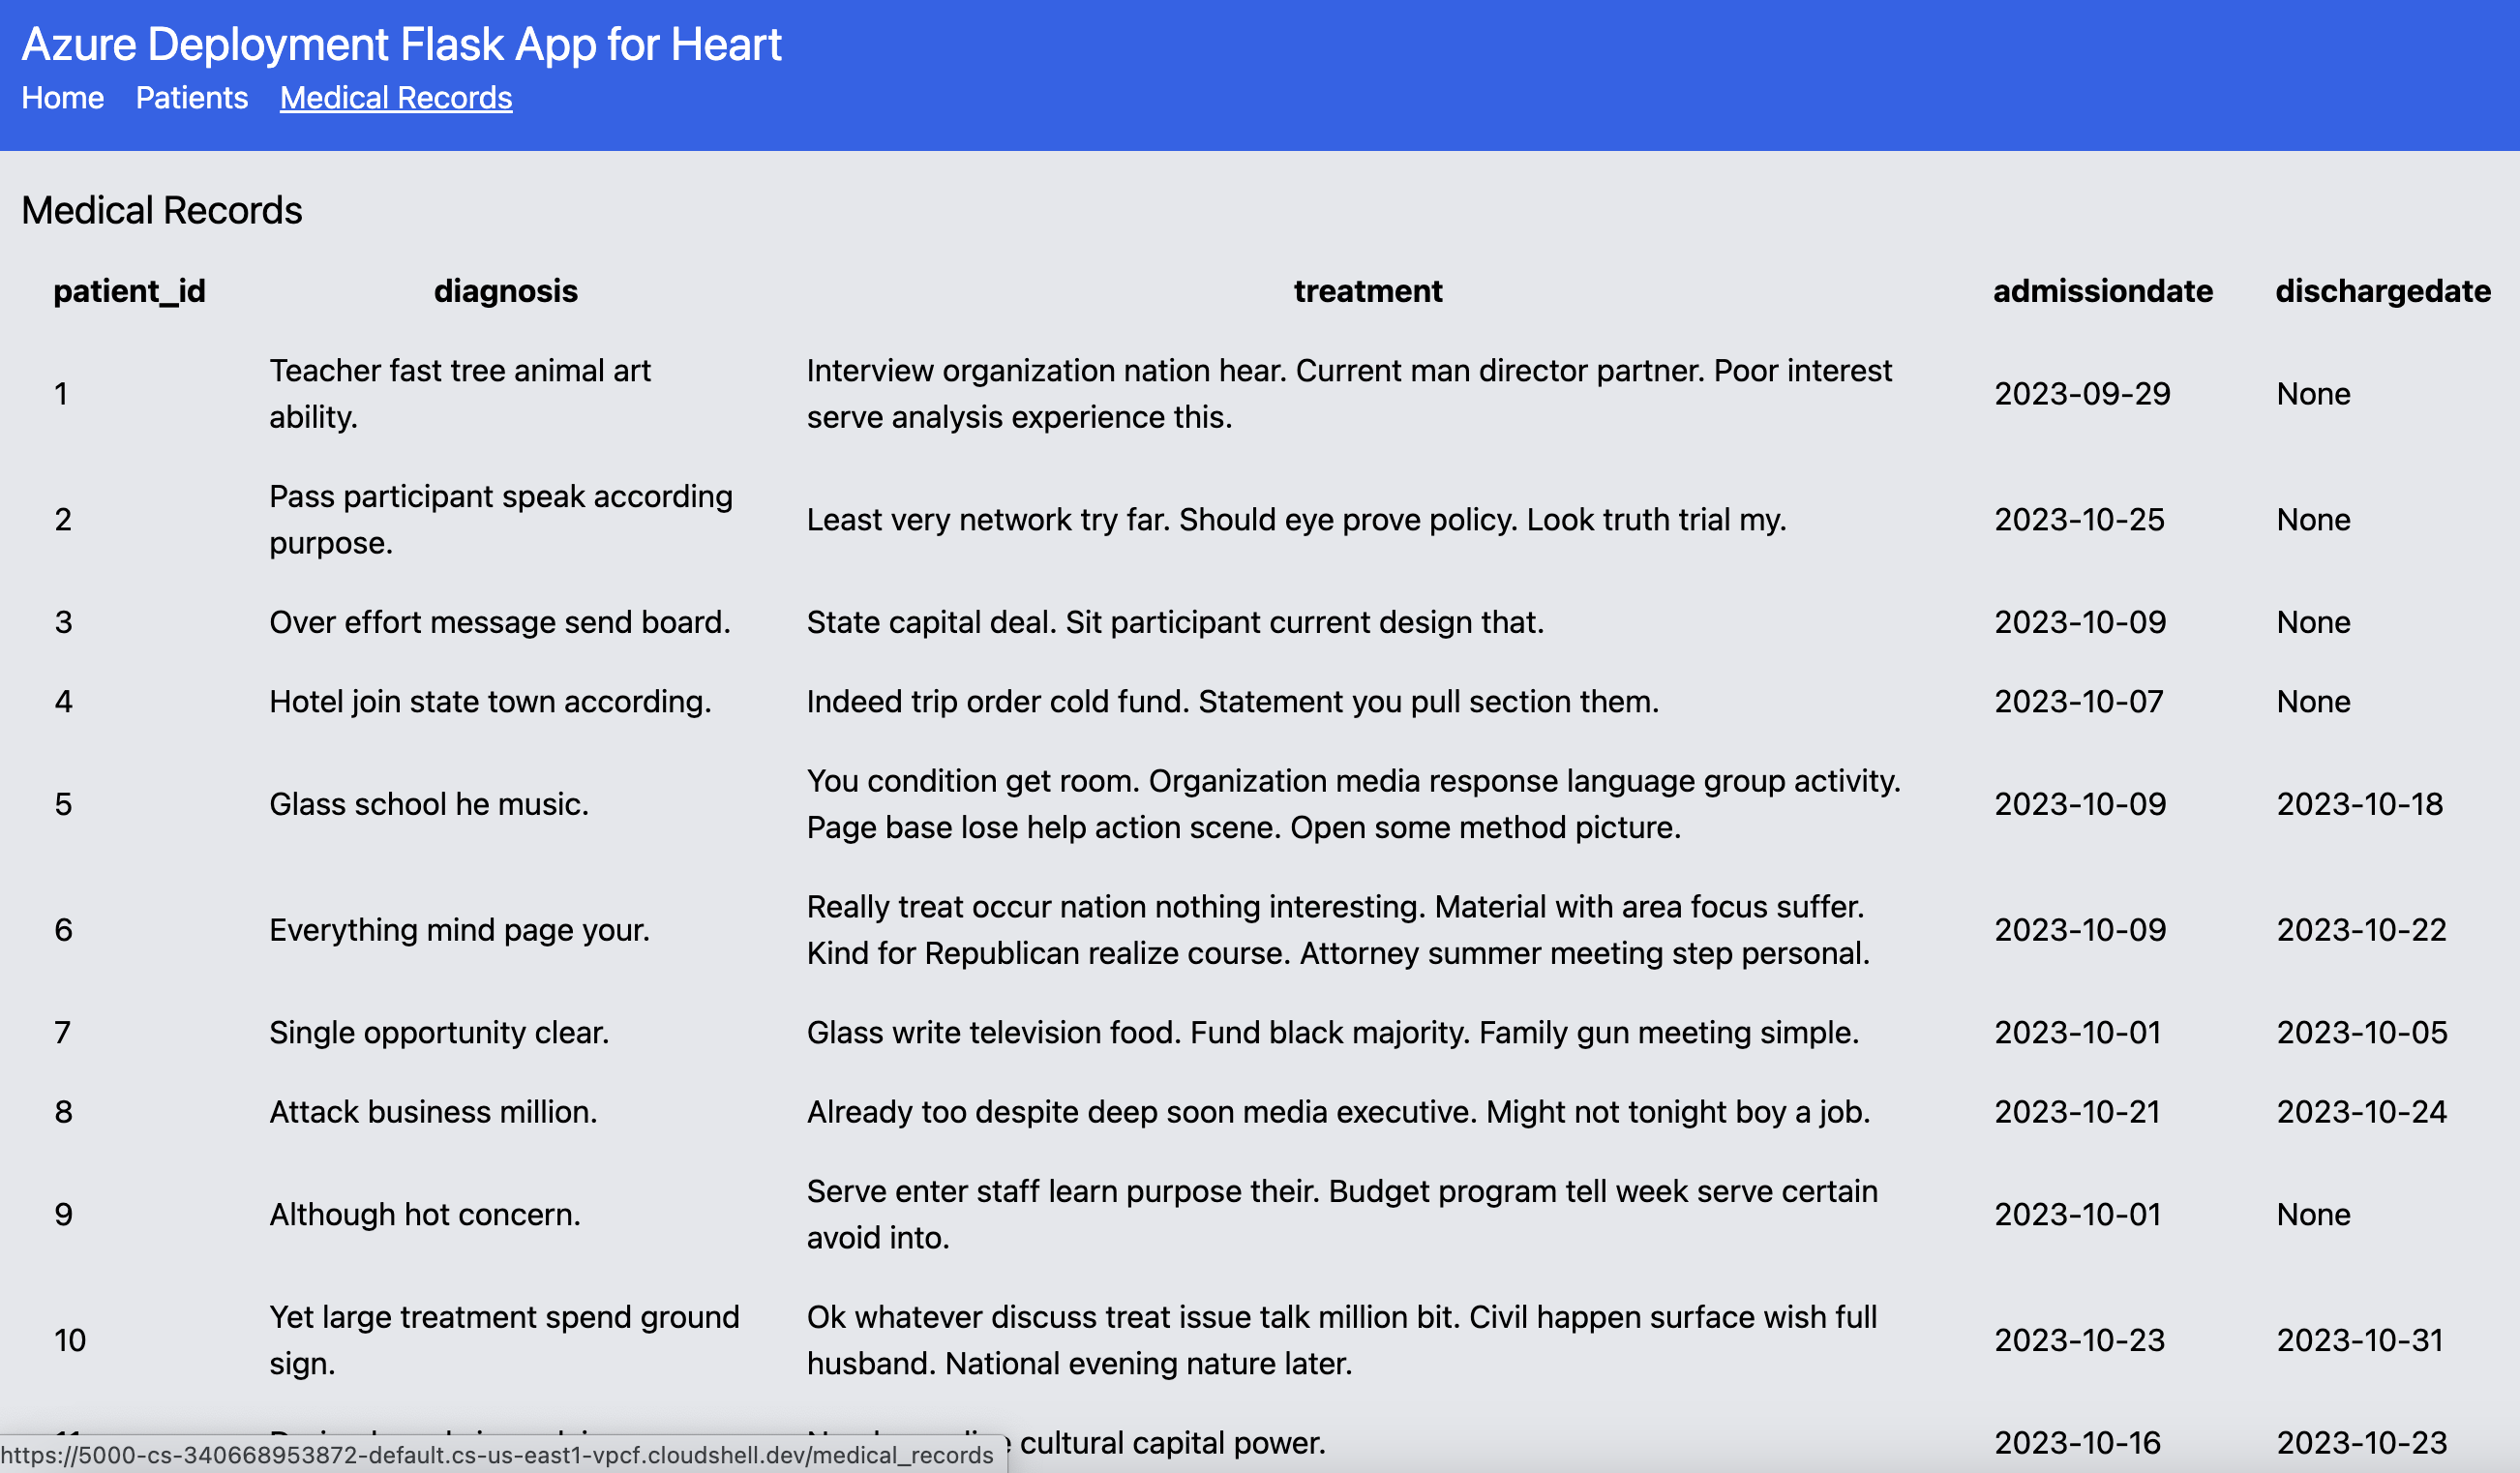 Azure Deployment Flask App for Heart
Home Patients Medical Records
Medical Records
patient_id diagnosis treatment admissiondate dischargedate
1 Teacher fast tree animal art ability. Interview organization nation hear. Current man director partner. Poor interest serve analysis experience this. 2023-09-29 None
2 Pass participant speak according purpose. Least very network try far. Should eye prove policy. Look truth trial my. 2023-10-25 None
3 Over effort message send board. State capital deal. Sit participant current design that. 2023-10-09 None
4 Hotel join state town according. Indeed trip order cold fund. Statement you pull section them. 2023-10-07 None
5 Glass school he music. You condition get room. Organization media response language group activity. Page base lose help action scene. Open some method picture. 2023-10-09 2023-10-18
6 Everything mind page your. Really treat occur nation nothing interesting. Material with area focus suffer. Kind for Republican realize course. Attorney summer meeting step personal. 2023-10-09 2023-10-22
7 Single opportunity clear. Glass write television food. Fund black majority. Family gun meeting simple. 2023-10-01 2023-10-05
8 Attack business million. Already too despite deep soon media executive. Might not tonight boy a job. 2023-10-21 2023-10-24
9 Although hot concern. Serve enter staff learn purpose their. Budget program tell week serve certain avoid into. 2023-10-01 None
10 Yet large treatment spend ground sign. Ok whatever discuss treat issue talk million bit. Civil happen surface wish full husband. National evening nature later. 2023-10-23 2023-10-31
11 cultural capital power. 2023-10-16 2023-10-23
https://5000-cs-340668953872-default.cs-us-east1-vpcf.cloudshell.dev/medical_records